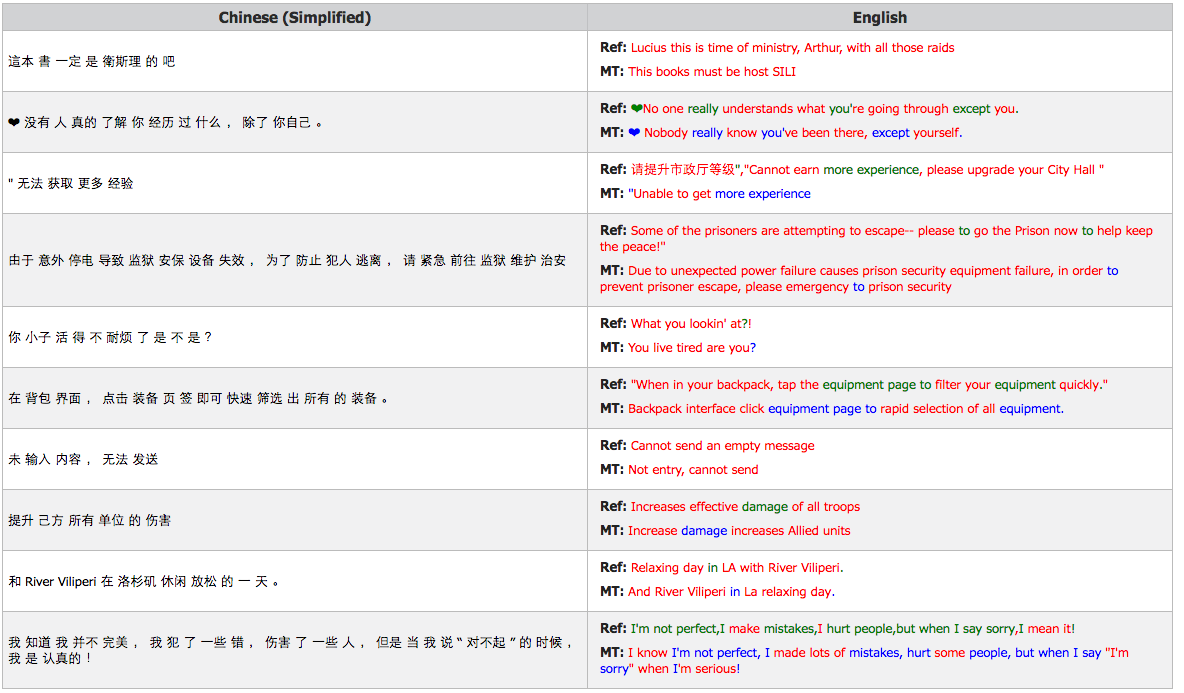 Chinese (Simplified) English
這本 書 一定 是 衛斯理 的 吧
Ref: Lucius this is time of ministry, Arthur, with all those raids
MT: This books must be host SILI
❤ 没有 人 真的 了解 你 经历 过 什么 ， 除了 你自己 。
Ref: ❤No one really understands what you're going through except you.
MT: ❤ Nobody really know you've been there, except yourself.
" 无法 获取 更多 经验
Ref: 请提升市政厅等级","Cannot earn more experience, please upgrade your City Hall "
MT: "Unable to get more experience
由于 意外 停电 导致 监狱 安保 设备 失效 ， 为了 防止 犯人 逃离 ， 请 紧急 前往 监狱 维护 治安
Ref: Some of the prisoners are attempting to escape-- please to go the Prison now to help keep
the peace!"
MT: Due to unexpected power failure causes prison security equipment failure, in order to
prevent prisoner escape, please emergency to prison security
你 小子 活 得 不 耐烦 了 是 不 是 ?
Ref: What you lookin' at?!
MT: You live tired are you?
在 背包 界面 ， 点击 装备 页 签 即可 快速 筛选 出 所有 的 装备 。
Ref: "When in your backpack, tap the equipment page to filter your equipment quickly."
MT: Backpack interface click equipment page to rapid selection of all equipment.
未 输入 内容 ， 无法 发送
Ref: Cannot send an empty message
MT: Not entry, cannot send
提升 己方 所有 单位 的 伤害
Ref: Increases effective damage of all troops
MT: Increase damage increases Allied units
和 River Viliperi 在 洛杉矶 休闲 放松 的 一 天 。
Ref: Relaxing day in LA with River Viliperi.
MT: And River Viliperi in La relaxing day.
我 知道 我 并不 完美 ， 我 犯 了 一些 错 ， 伤害 了 一些 人 ， 但是 当 我 说 “ 对不起 ” 的 时候 ，
我 是 认真的 ！
Ref: I'm not perfect,I make mistakes,I hurt people,but when I say sorry,I mean it!
MT: I know I'm not perfect, I made lots of mistakes, hurt some people, but when I say "I'm
sorry" when I'm serious!